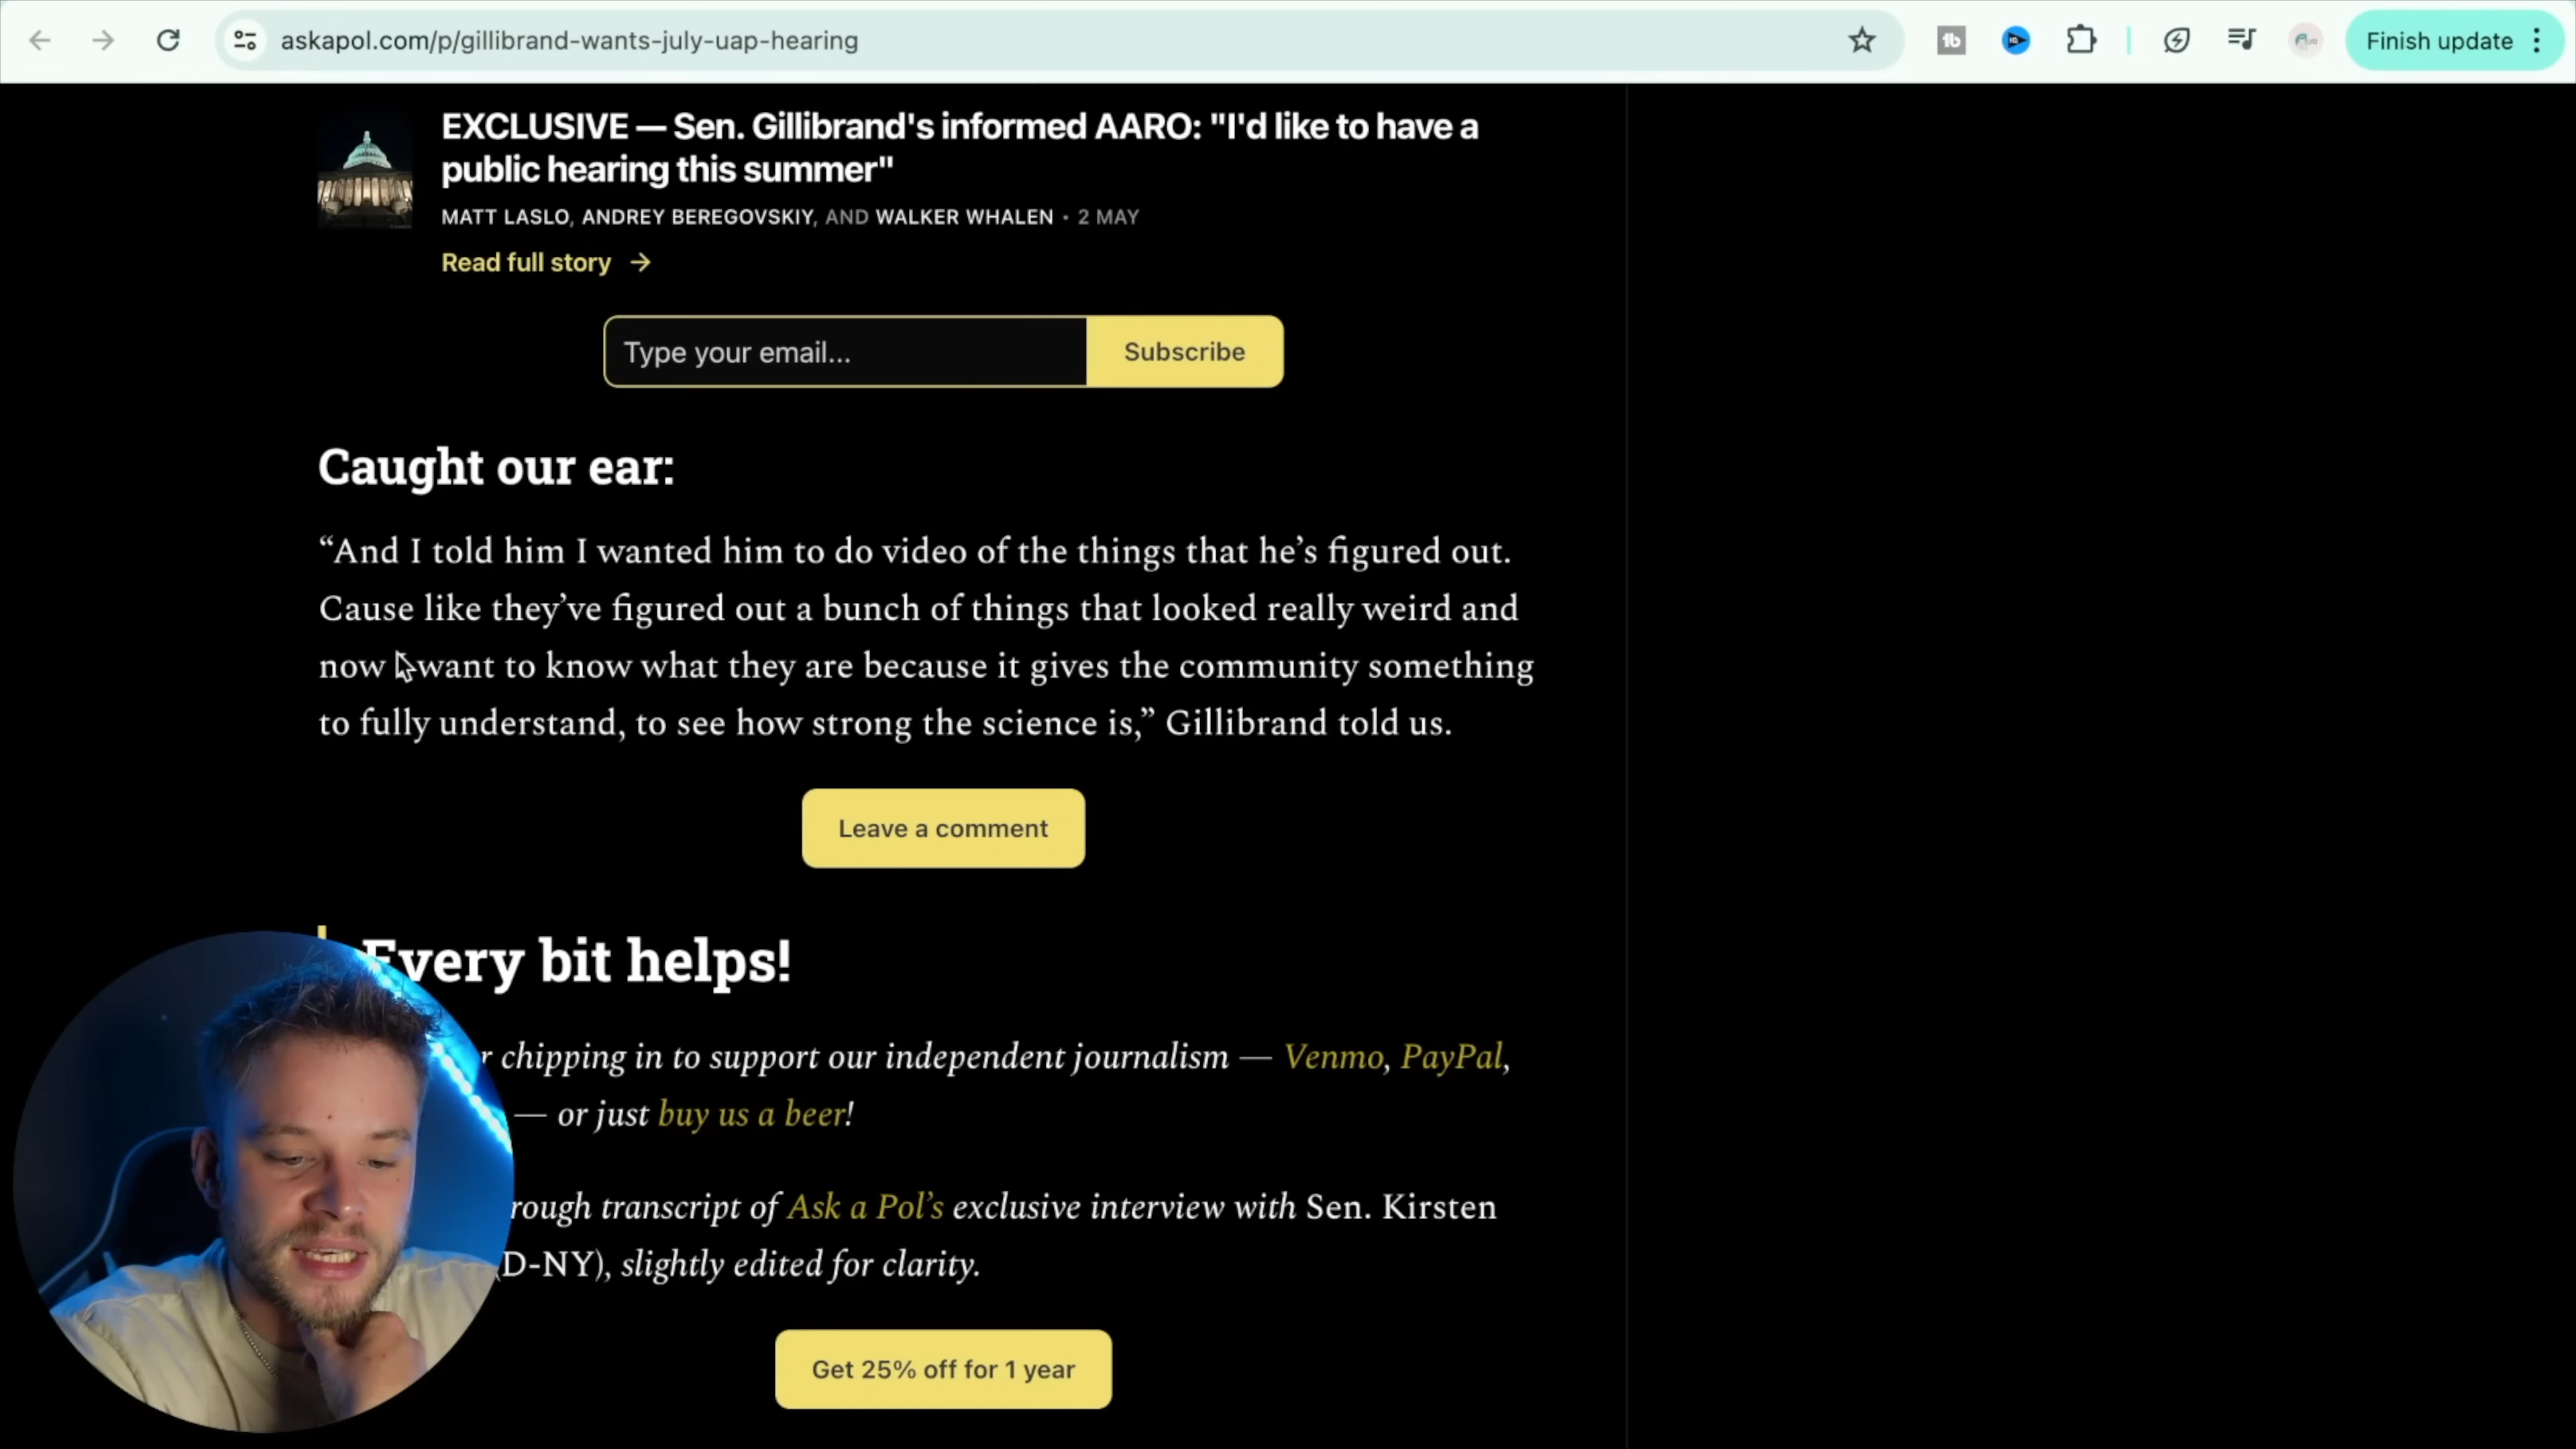 askapol.com/p/gillibrand-wants-july-uap-hearing
Finish update
EXCLUSIVE — Sen. Gillibrand's informed AARO: "I'd like to have a
public hearing this summer"
MATT LASLO, ANDREY BEREGOVSKIY, AND WALKER WHALEN • 2 MAY
Read full story →
Type your email...
Subscribe
Caught our ear:
“And I told him I wanted him to do video of the things that he’s figured out.
Cause like they’ve figured out a bunch of things that looked really weird and
now want to know what they are because it gives the community something
to fully understand, to see how strong the science is,” Gillibrand told us.
Leave a comment
Every bit helps!
chipping in to support our independent journalism — Venmo, PayPal,
— or just buy us a beer!
rough transcript of Ask a Pol’s exclusive interview with Sen. Kirsten
(D-NY), slightly edited for clarity.
Get 25% off for 1 year